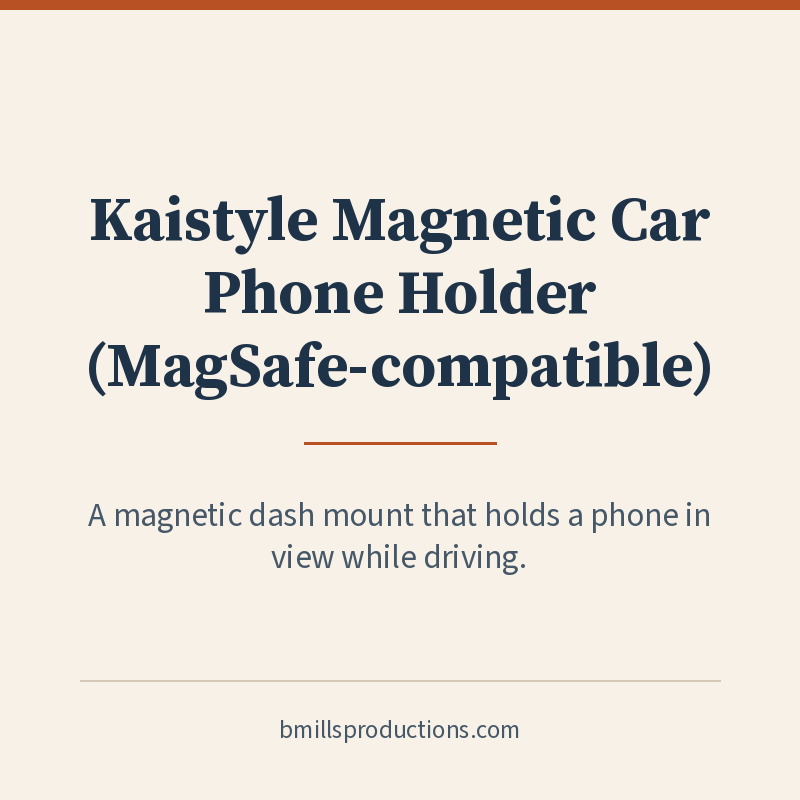 Kaistyle Magnetic Car
Phone Holder
(MagSafe-compatible)
A magnetic dash mount that holds a phone in
view while driving.
bmillsproductions.com